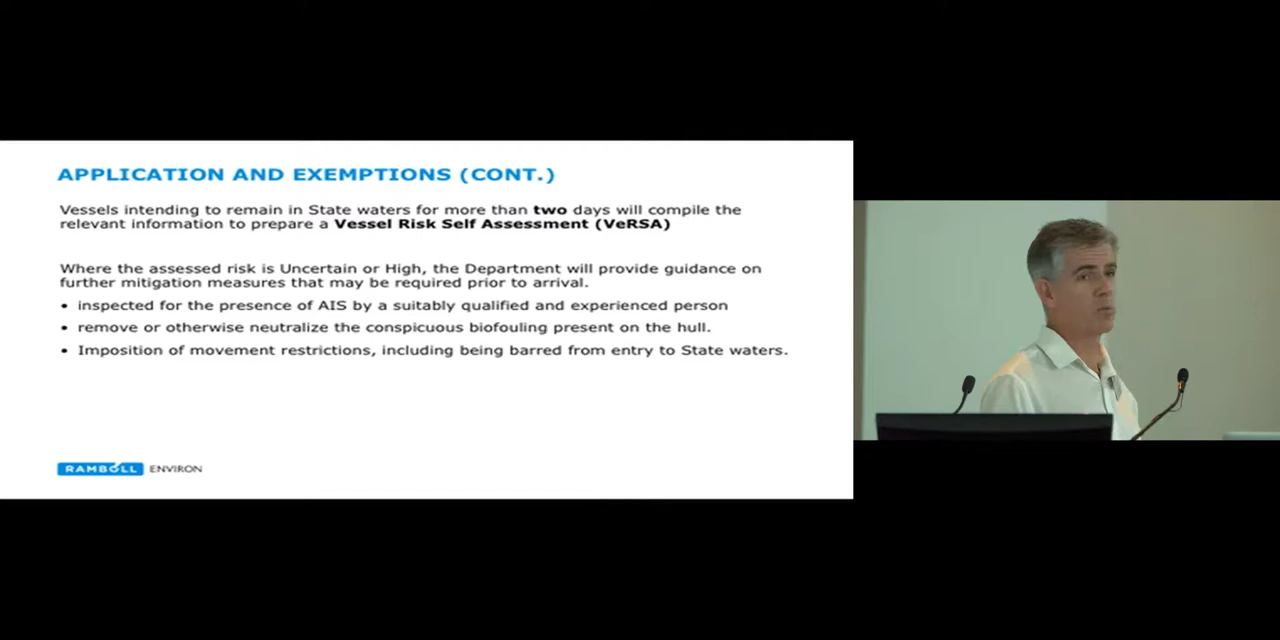 APPLICATION AND EXEMPTIONS (CONT.)
Vessels intending to remain in State waters for more than two days will compile the
relevant information to prepare a Vessel Risk Self Assessment (VeRSA)
Where the assessed risk is Uncertain or High, the Department will provide guidance on
further mitigation measures that may be required prior to arrival.
• inspected for the presence of AIS by a suitably qualified and experienced person
• remove or otherwise neutralize the conspicuous biofouling present on the hull.
• Imposition of movement restrictions, including being barred from entry to State waters.
RAMBOLL ENVIRON